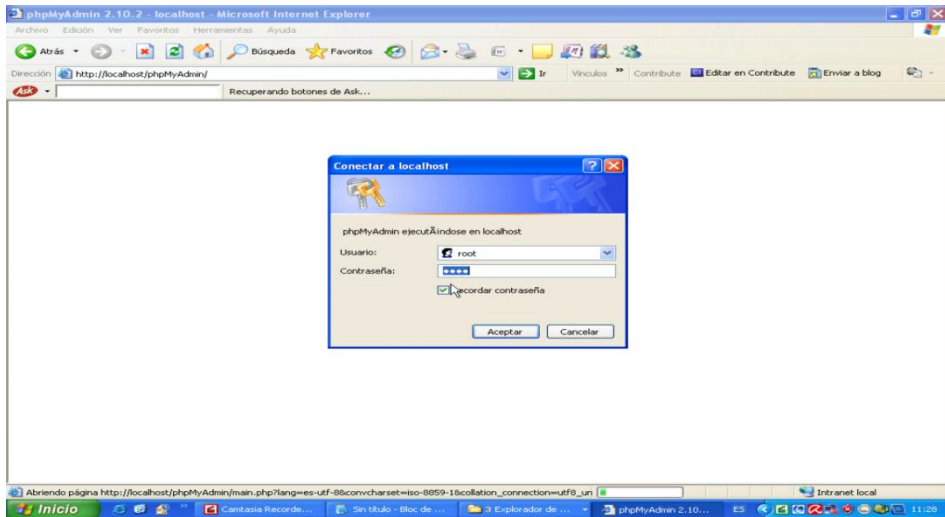 phpMyAdmin 2.10.2 - localhost - Microsoft Internet Explorer
Archivo Edición Ver Favoritos Herramientas Ayuda
Atrás Búsqueda Favoritos
Dirección http://localhost/phpMyAdmin/ Ir Vínculos » Contribute Editar en Contribute Enviar a blog
Ask Recuperando botones de Ask...
Conectar a localhost
phpMyAdmin ejecutÃindose en localhost
Usuario: root
Contraseña:
Recordar contraseña
Aceptar Cancelar
Abriendo página http://localhost/phpMyAdmin/main.php?lang=es-utf-8&convcharset=iso-8859-1&collation_connection=utf8_un Intranet local
Inicio Camtasia Recorde... Sin título - Bloc de ... 3 Explorador de ... phpMyAdmin 2.10... ES 11:28